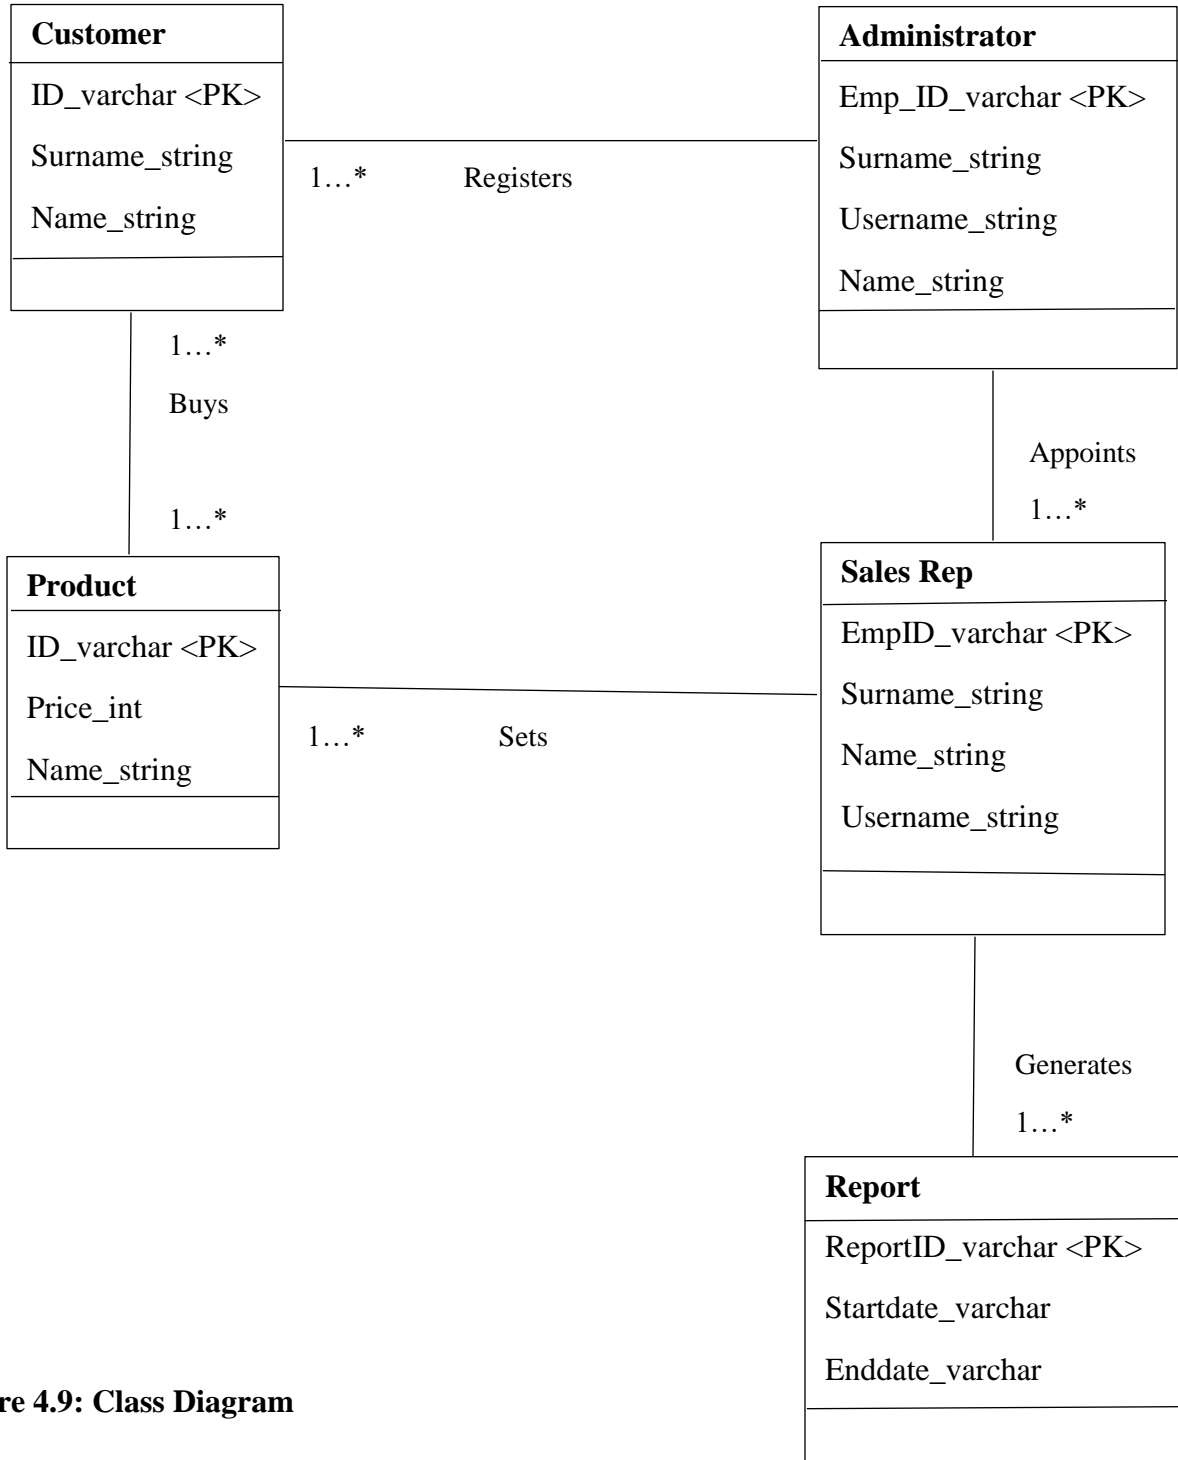 Customer
ID_varchar <PK>
Surname_string
Name_string
Administrator
Emp_ID_varchar <PK>
Surname_string
Username_string
Name_string
1…* Registers
1…*
Buys
1…*
Appoints
1…*
Product
ID_varchar <PK>
Price_int
Name_string
1…* Sets
Sales Rep
EmpID_varchar <PK>
Surname_string
Name_string
Username_string
Generates
1…*
Report
ReportID_varchar <PK>
Startdate_varchar
Enddate_varchar
re 4.9: Class Diagram